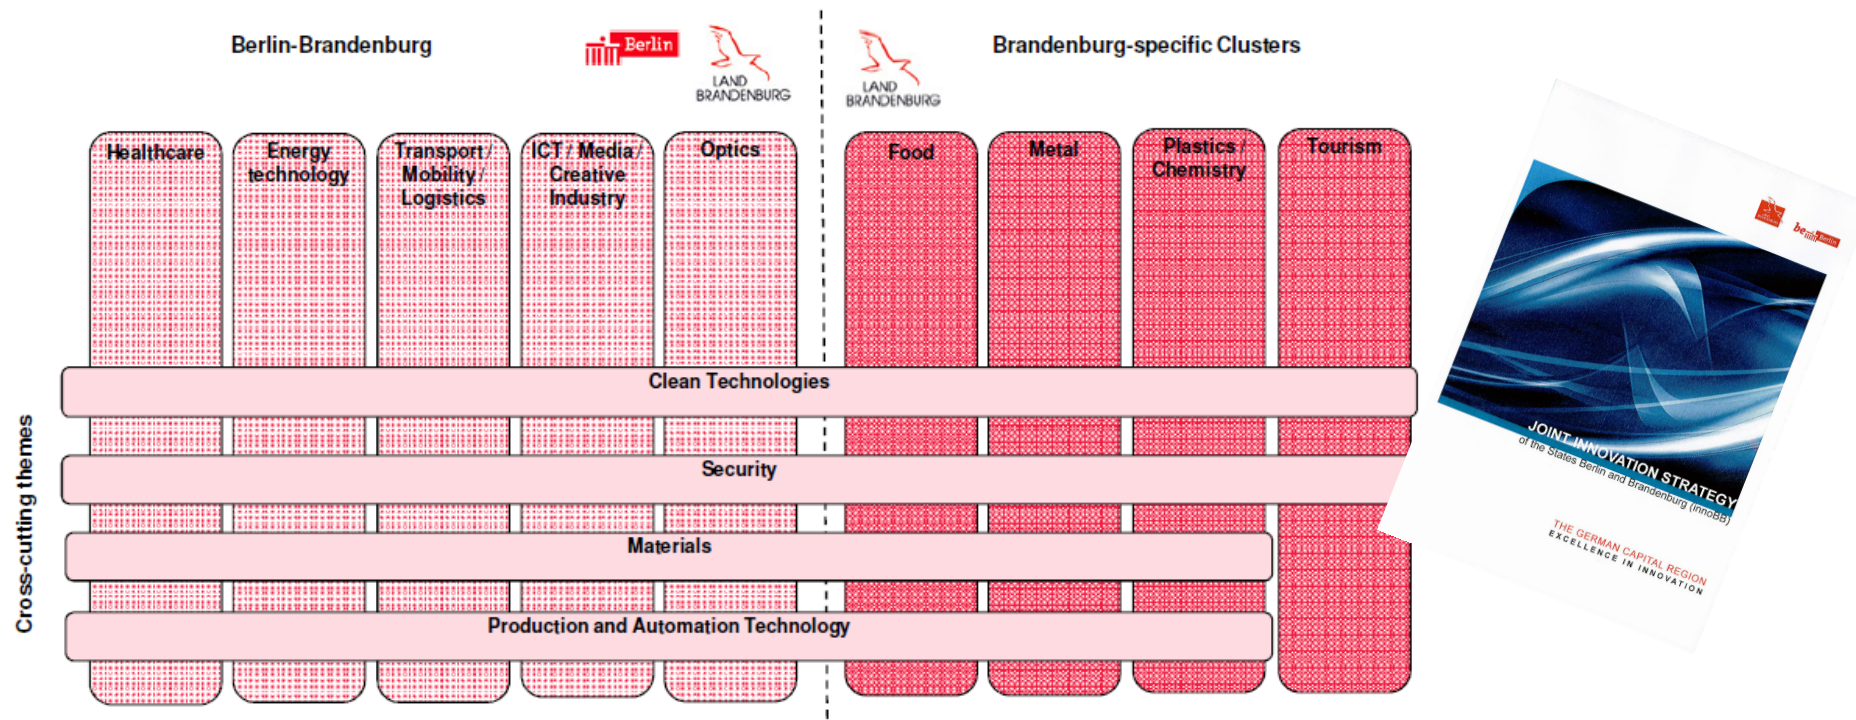 Berlin-Brandenburg
Berlin
LAND
BRANDENBURG
LAND
BRANDENBURG
Brandenburg-specific Clusters
Healthcare
Energy
technology
Transport /
Mobility /
Logistics
ICT / Media /
Creative
Industry
Optics
Food
Metal
Plastics /
Chemistry
Tourism
Cross-cutting themes
Clean Technologies
Security
Materials
Production and Automation Technology
be Berlin
JOINT INNOVATION STRATEGY
of the States Berlin and Brandenburg (innoBB)
THE GERMAN CAPITAL REGION
EXCELLENCE IN INNOVATION